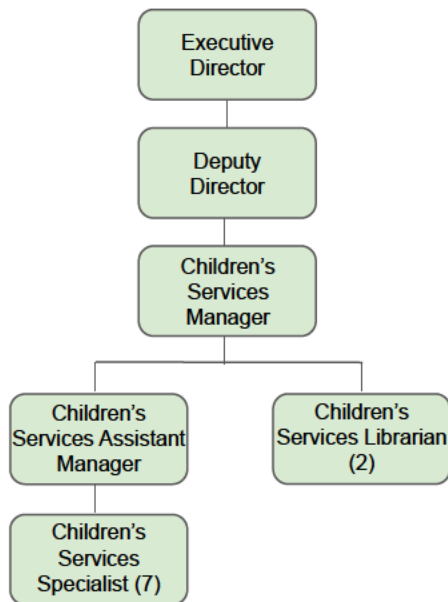 Executive
Director
Deputy
Director
Children's
Services
Manager
Children's
Services Assistant
Manager
Children's
Services Librarian
(2)
Children's
Services
Specialist (7)